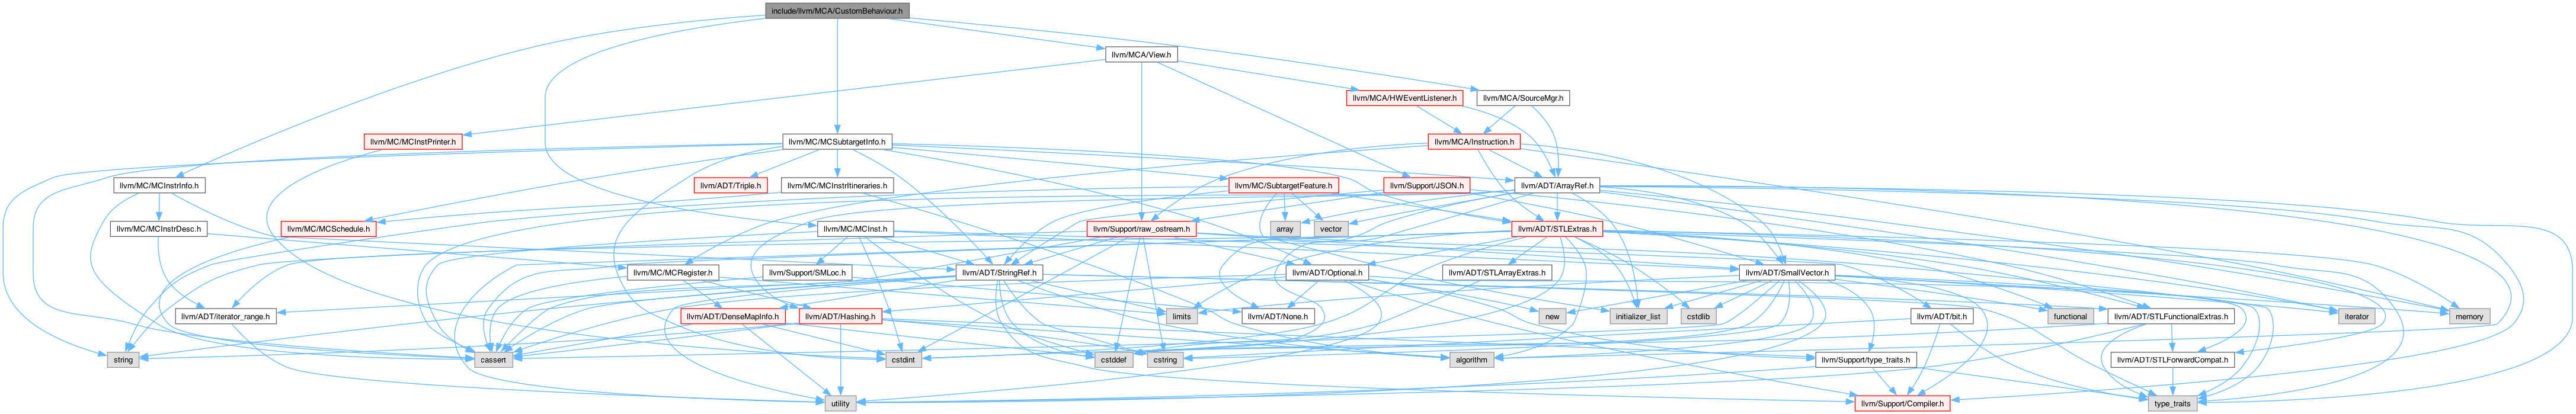 include/llvm/MCA/CustomBehaviour.h
llvm/MCA/View.h
llvm/MCA/HWEventListener.h
llvm/MCA/SourceMgr.h
llvm/MC/MCInstPrinter.h
llvm/MC/MCSubtargetInfo.h
llvm/MCA/Instruction.h
llvm/MC/MCInstrInfo.h
llvm/ADT/Triple.h
llvm/MC/MCInstrItineraries.h
llvm/MC/SubtargetFeature.h
llvm/Support/JSON.h
llvm/ADT/ArrayRef.h
llvm/MC/MCInstrDesc.h
llvm/MC/MCSchedule.h
llvm/MC/MCInst.h
llvm/Support/raw_ostream.h
array
vector
llvm/ADT/STLExtras.h
llvm/MC/MCRegister.h
llvm/Support/SMLoc.h
llvm/ADT/StringRef.h
llvm/ADT/Optional.h
llvm/ADT/STLArrayExtras.h
llvm/ADT/SmallVector.h
llvm/ADT/iterator_range.h
llvm/ADT/DenseMapInfo.h
llvm/ADT/Hashing.h
limits
llvm/ADT/None.h
new
initializer_list
cstdlib
llvm/ADT/bit.h
functional
llvm/ADT/STLFunctionalExtras.h
iterator
memory
string
cassert
cstdint
cstddef
cstring
algorithm
llvm/Support/type_traits.h
llvm/ADT/STLForwardCompat.h
utility
llvm/Support/Compiler.h
type_traits